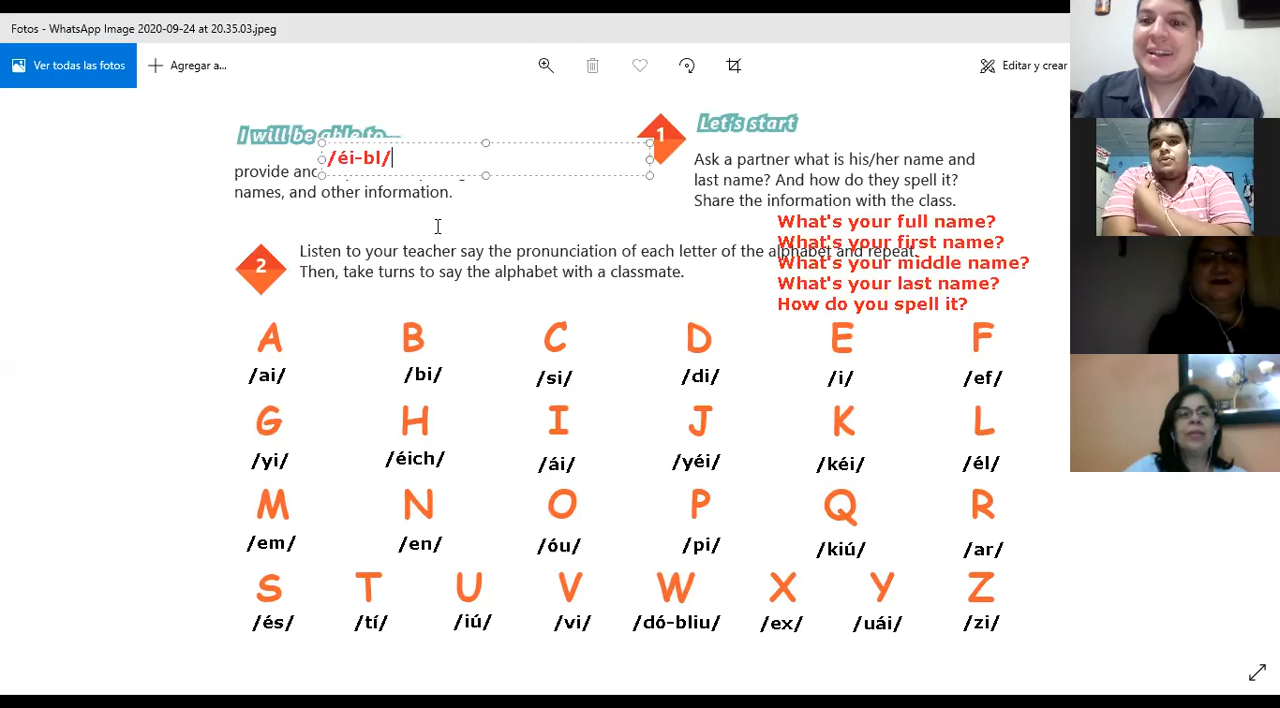 Fotos - WhatsApp Image 2020-09-24 at 20.35.03.jpeg
Ver todas las fotos
Agregar a...
Editar y crear
I will be able to...
/éi-bl/
provide and
names, and other information.
1
Let's start
Ask a partner what is his/her name and
last name? And how do they spell it?
Share the information with the class.
What's your full name?
What's your first name?
What's your middle name?
What's your last name?
How do you spell it?
2
Listen to your teacher say the pronunciation of each letter of the alphabet and repeat.
Then, take turns to say the alphabet with a classmate.
A B C D E F
/ai/ /bi/ /si/ /di/ /i/ /ef/
G H I J K L
/yi/ /éich/ /ái/ /yéi/ /kéi/ /él/
M N O P Q R
/em/ /en/ /óu/ /pi/ /kiú/ /ar/
S T U V W X Y Z
/és/ /tí/ /iú/ /vi/ /dó-bliu/ /ex/ /uái/ /zi/